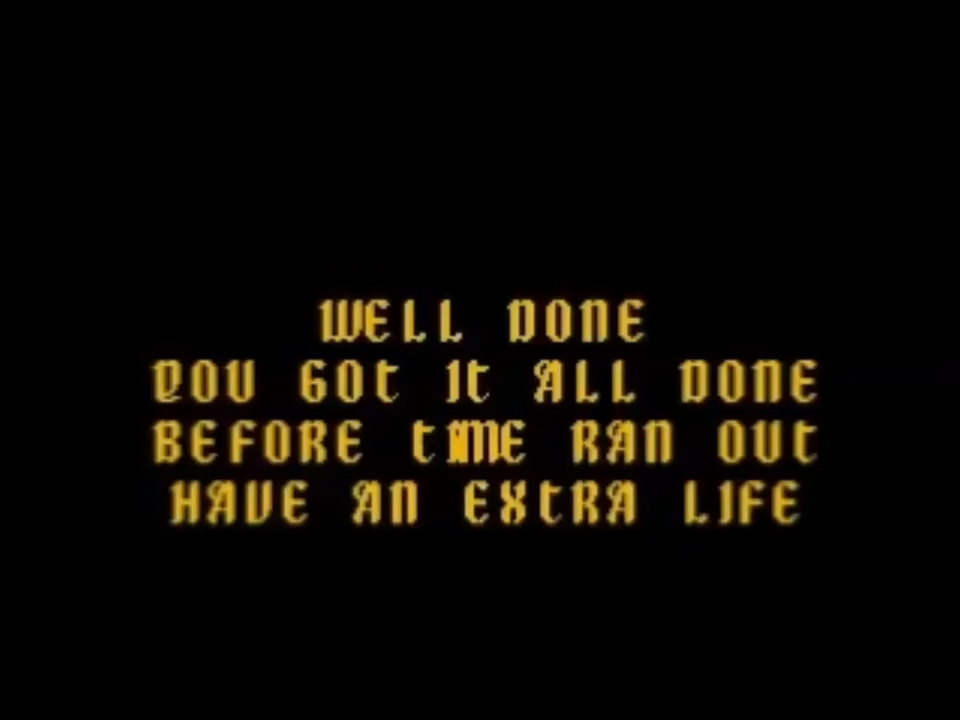 WELL DONE
YOU GOT IT ALL DONE
BEFORE TIME RAN OUT
HAVE AN EXTRA LIFE